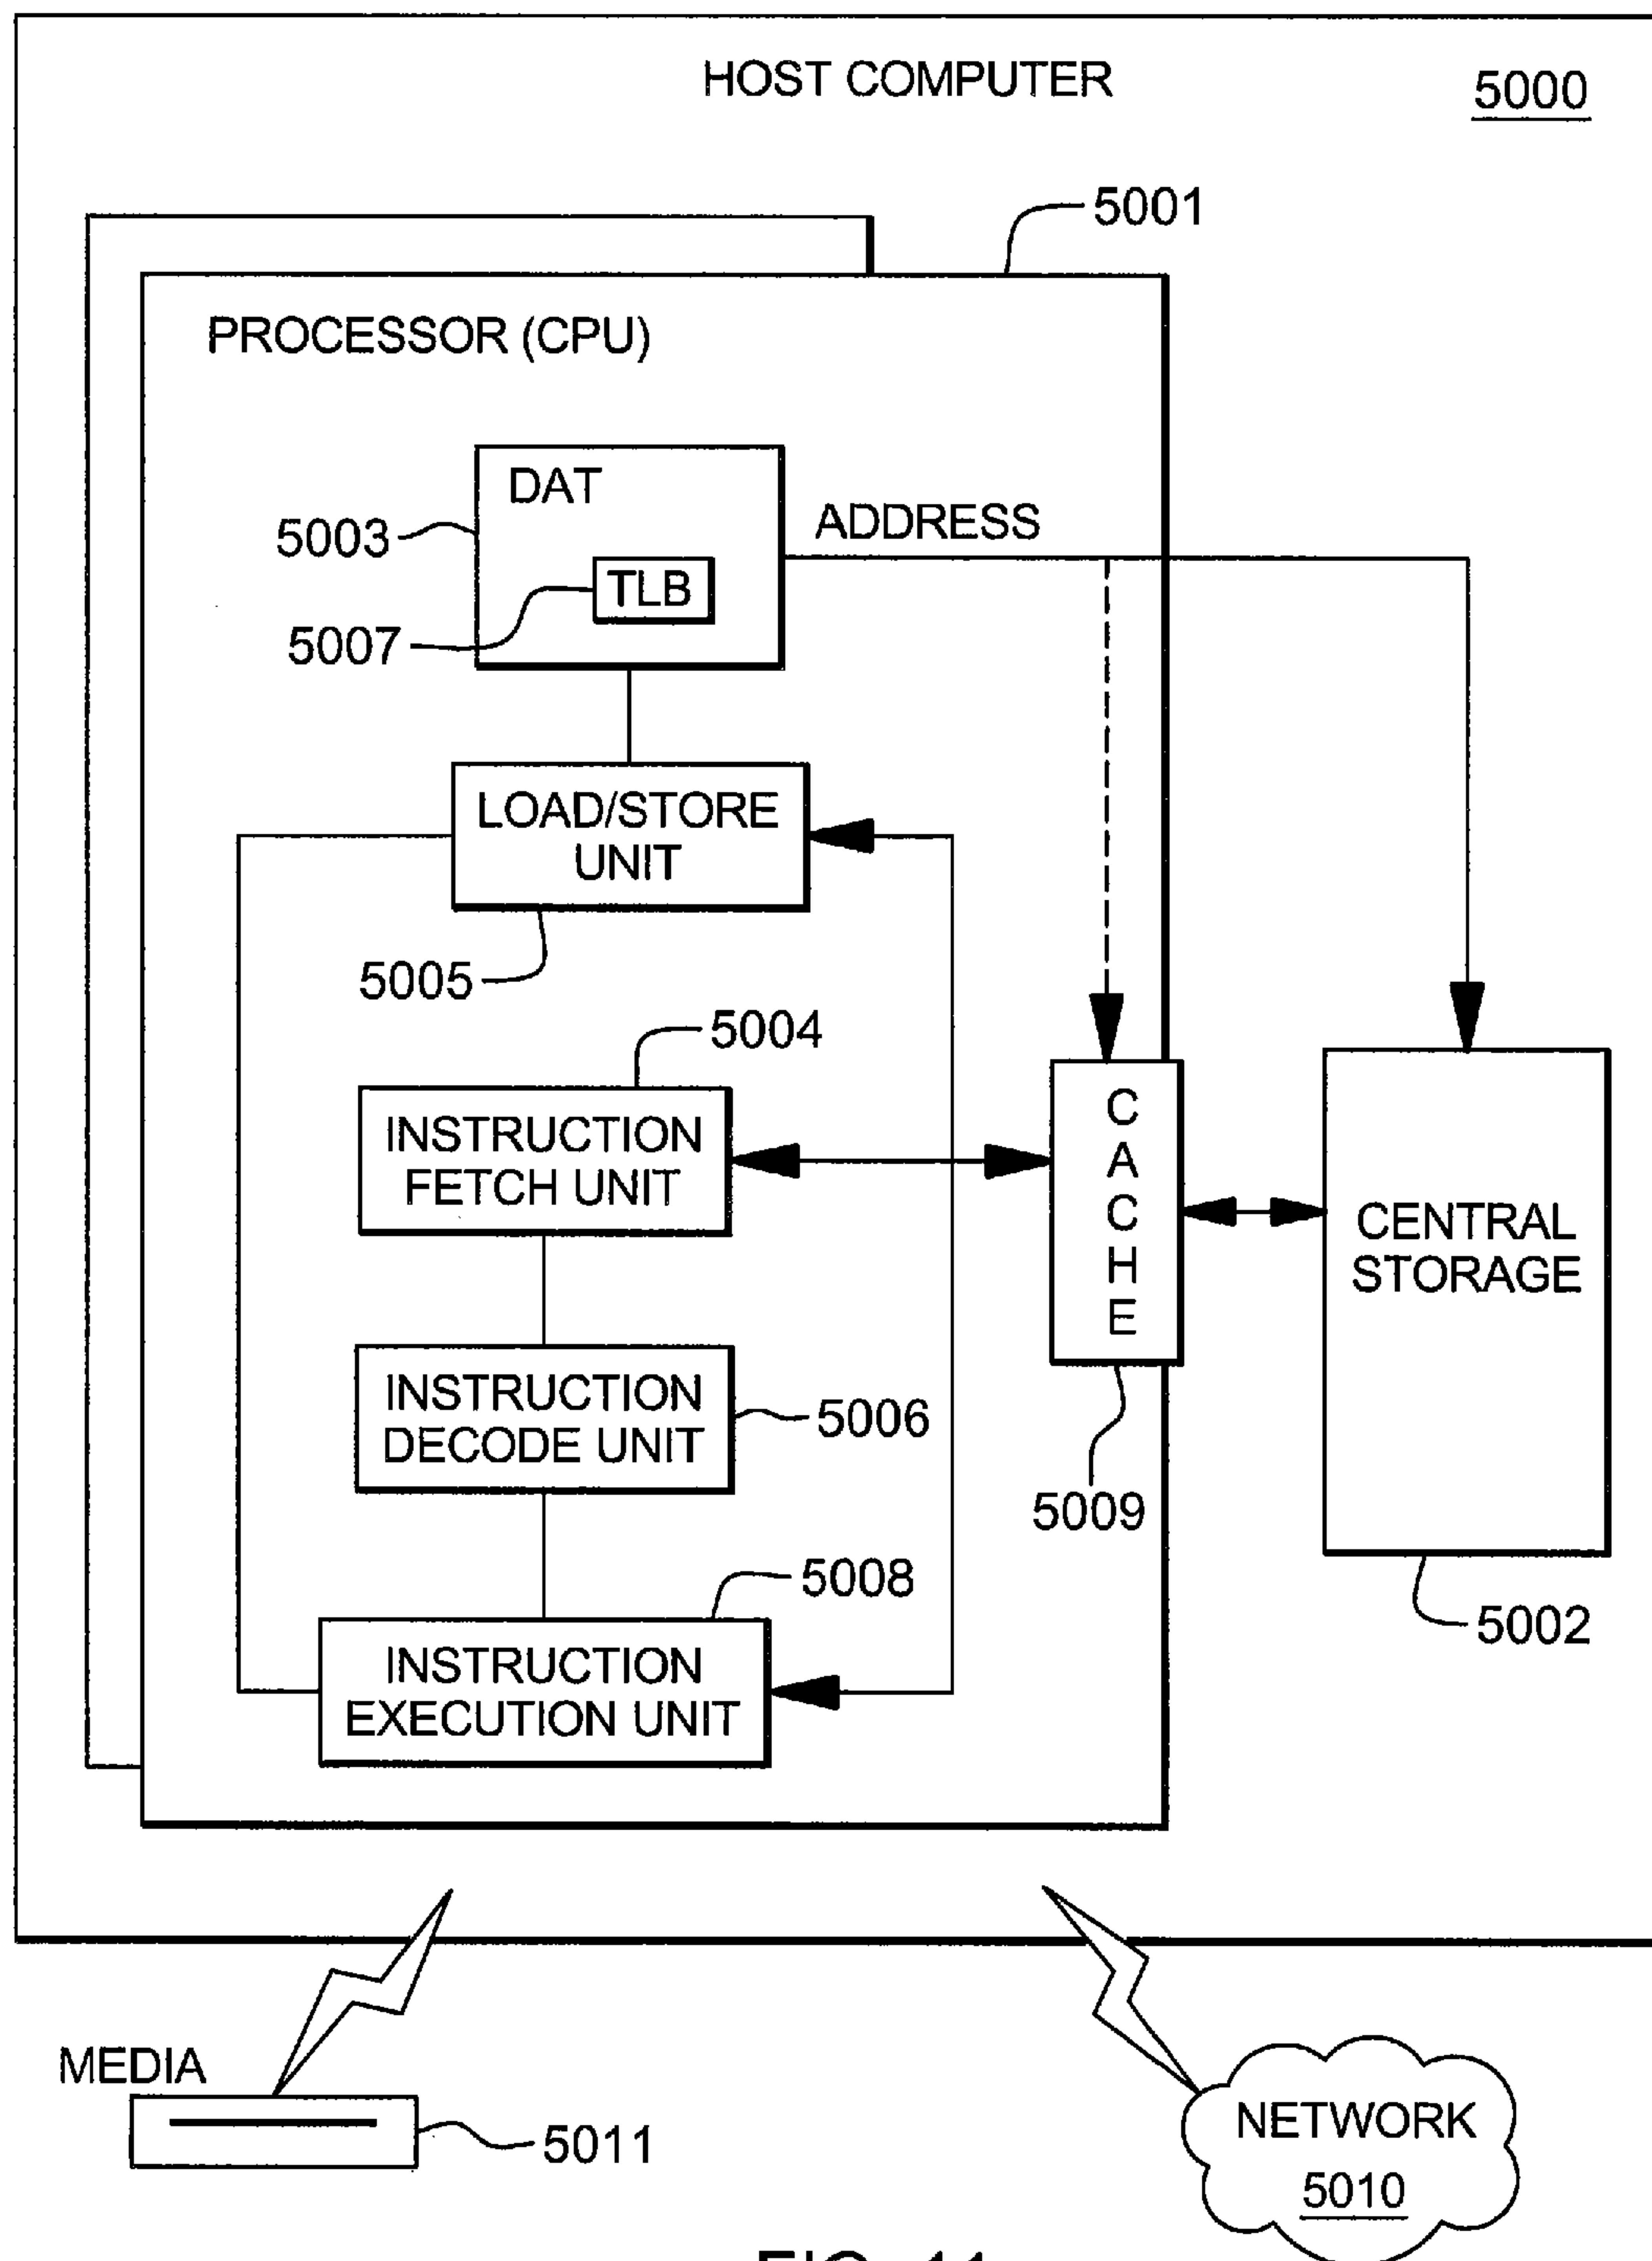 HOST COMPUTER
5000
5001
PROCESSOR (CPU)
DAT
5003
ADDRESS
TLB
5007
LOAD/STORE
UNIT
5005
5004
INSTRUCTION
FETCH UNIT
CACHE
CENTRAL
STORAGE
INSTRUCTION
DECODE UNIT
5006
5009
5008
5002
INSTRUCTION
EXECUTION UNIT
MEDIA
5011
NETWORK
5010